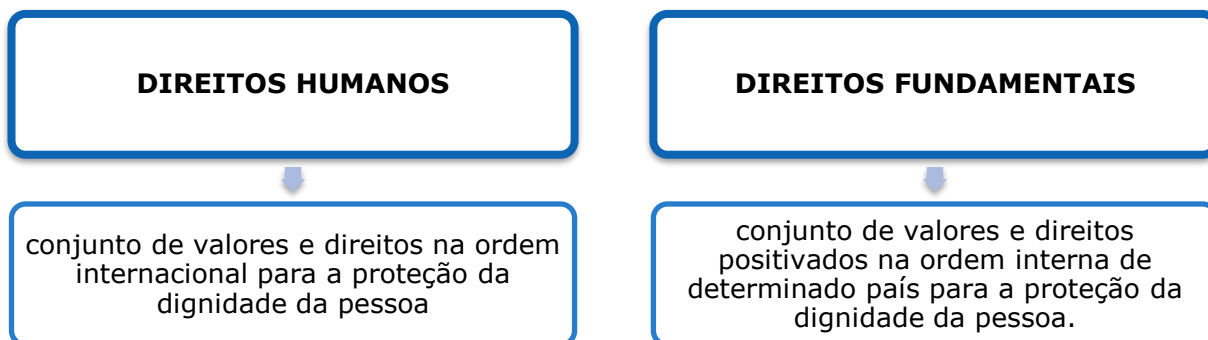 DIREITOS HUMANOS
conjunto de valores e direitos na ordem
internacional para a proteção da
dignidade da pessoa
DIREITOS FUNDAMENTAIS
conjunto de valores e direitos
positivados na ordem interna de
determinado país para a proteção da
dignidade da pessoa.